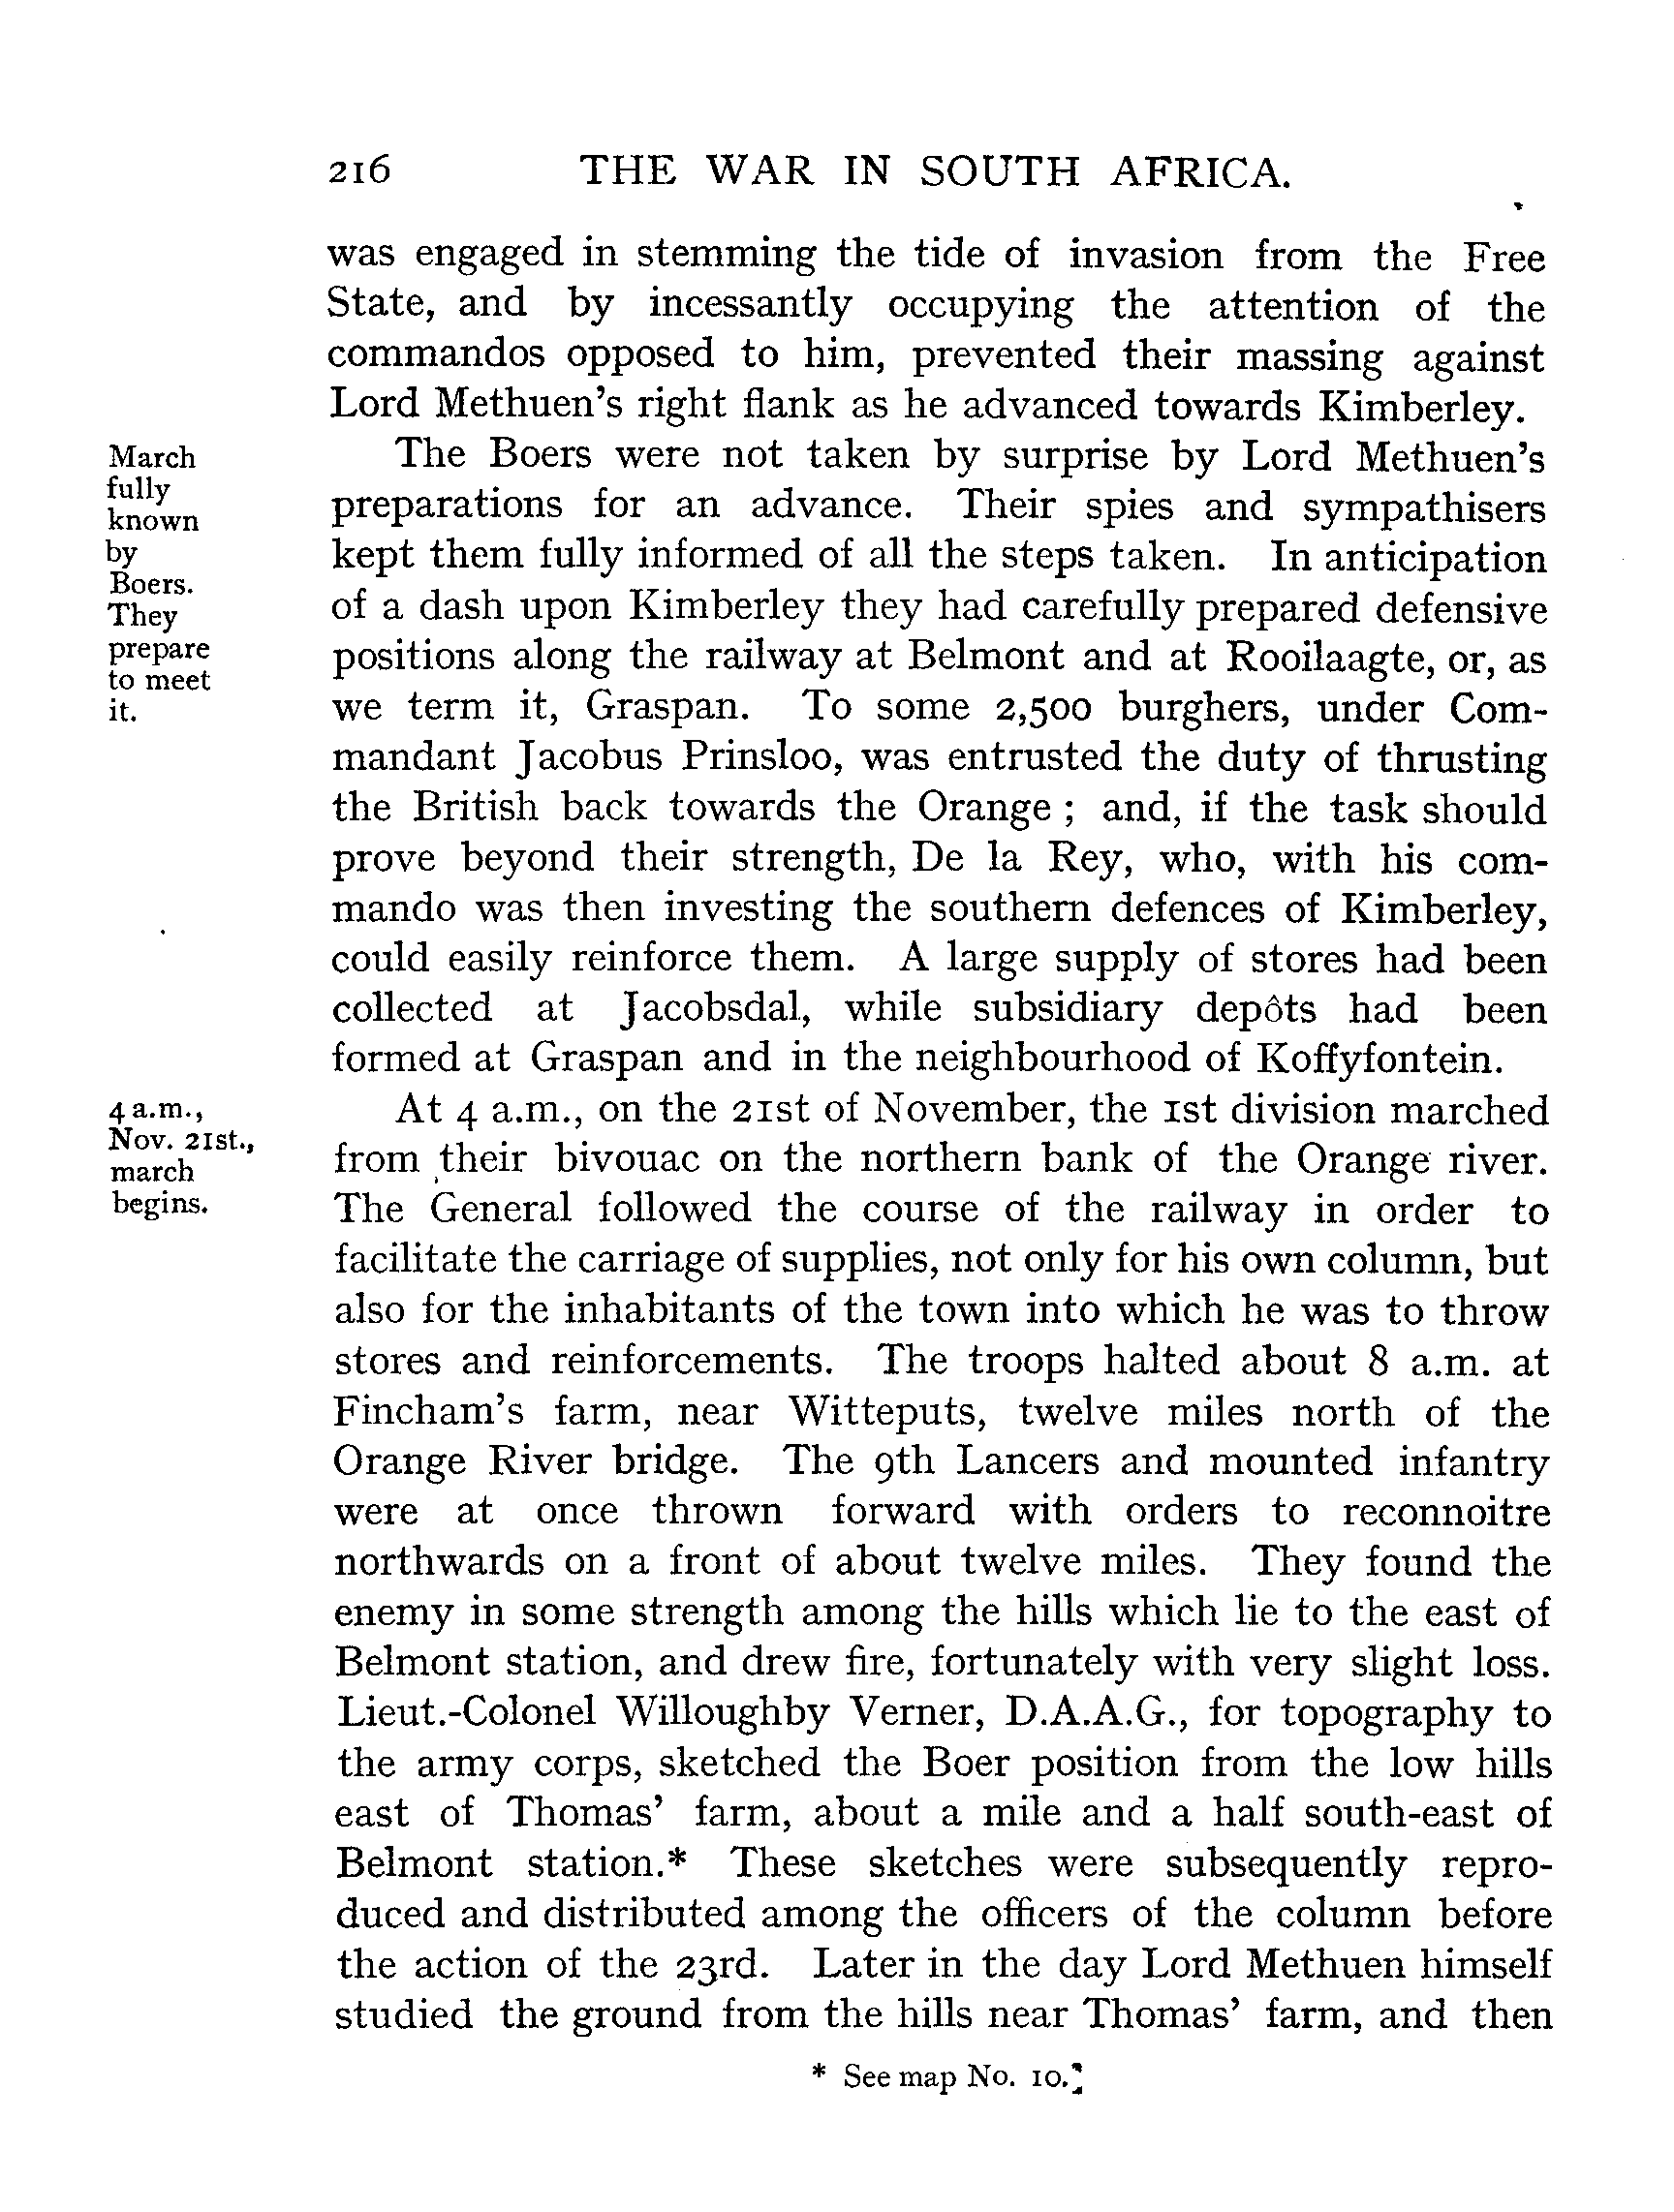 216 THE WAR IN SOUTH AFRICA.
was engaged in stemming the tide of invasion from the Free
State, and by incessantly occupying the attention of the
commandos opposed to him, prevented their massing against
Lord Methuen's right flank as he advanced towards Kimberley.
March
fully
known
by
Boers.
They
prepare
to meet
it.
The Boers were not taken by surprise by Lord Methuen's
preparations for an advance. Their spies and sympathisers
kept them fully informed of all the steps taken. In anticipation
of a dash upon Kimberley they had carefully prepared defensive
positions along the railway at Belmont and at Rooilaagte, or, as
we term it, Graspan. To some 2,500 burghers, under Com-
mandant Jacobus Prinsloo, was entrusted the duty of thrusting
the British back towards the Orange ; and, if the task should
prove beyond their strength, De la Rey, who, with his com-
mando was then investing the southern defences of Kimberley,
could easily reinforce them. A large supply of stores had been
collected at Jacobsdal, while subsidiary depôts had been
formed at Graspan and in the neighbourhood of Koffyfontein.
4 a.m.,
Nov. 21st.,
march
begins.
At 4 a.m., on the 21st of November, the 1st division marched
from their bivouac on the northern bank of the Orange river.
The General followed the course of the railway in order to
facilitate the carriage of supplies, not only for his own column, but
also for the inhabitants of the town into which he was to throw
stores and reinforcements. The troops halted about 8 a.m. at
Fincham's farm, near Witteputs, twelve miles north of the
Orange River bridge. The 9th Lancers and mounted infantry
were at once thrown forward with orders to reconnoitre
northwards on a front of about twelve miles. They found the
enemy in some strength among the hills which lie to the east of
Belmont station, and drew fire, fortunately with very slight loss.
Lieut.-Colonel Willoughby Verner, D.A.A.G., for topography to
the army corps, sketched the Boer position from the low hills
east of Thomas' farm, about a mile and a half south-east of
Belmont station.* These sketches were subsequently repro-
duced and distributed among the officers of the column before
the action of the 23rd. Later in the day Lord Methuen himself
studied the ground from the hills near Thomas' farm, and then
* See map No. 10.